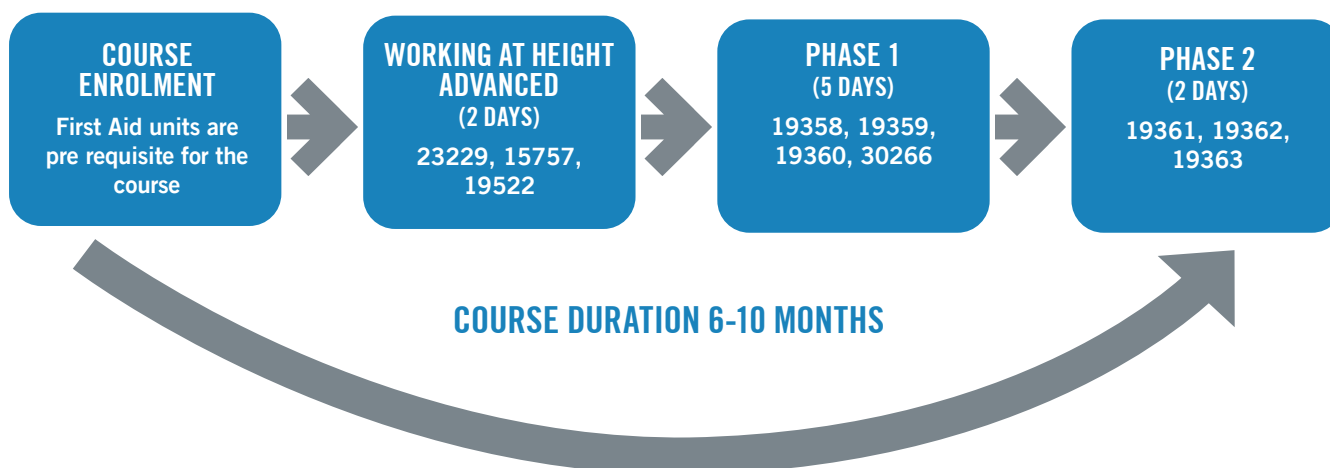 COURSE
ENROLMENT
First Aid units are
pre requisite for the
course
WORKING AT HEIGHT
ADVANCED
(2 DAYS)
23229, 15757,
19522
PHASE 1
(5 DAYS)
19358, 19359,
19360, 30266
PHASE 2
(2 DAYS)
19361, 19362,
19363
COURSE DURATION 6-10 MONTHS